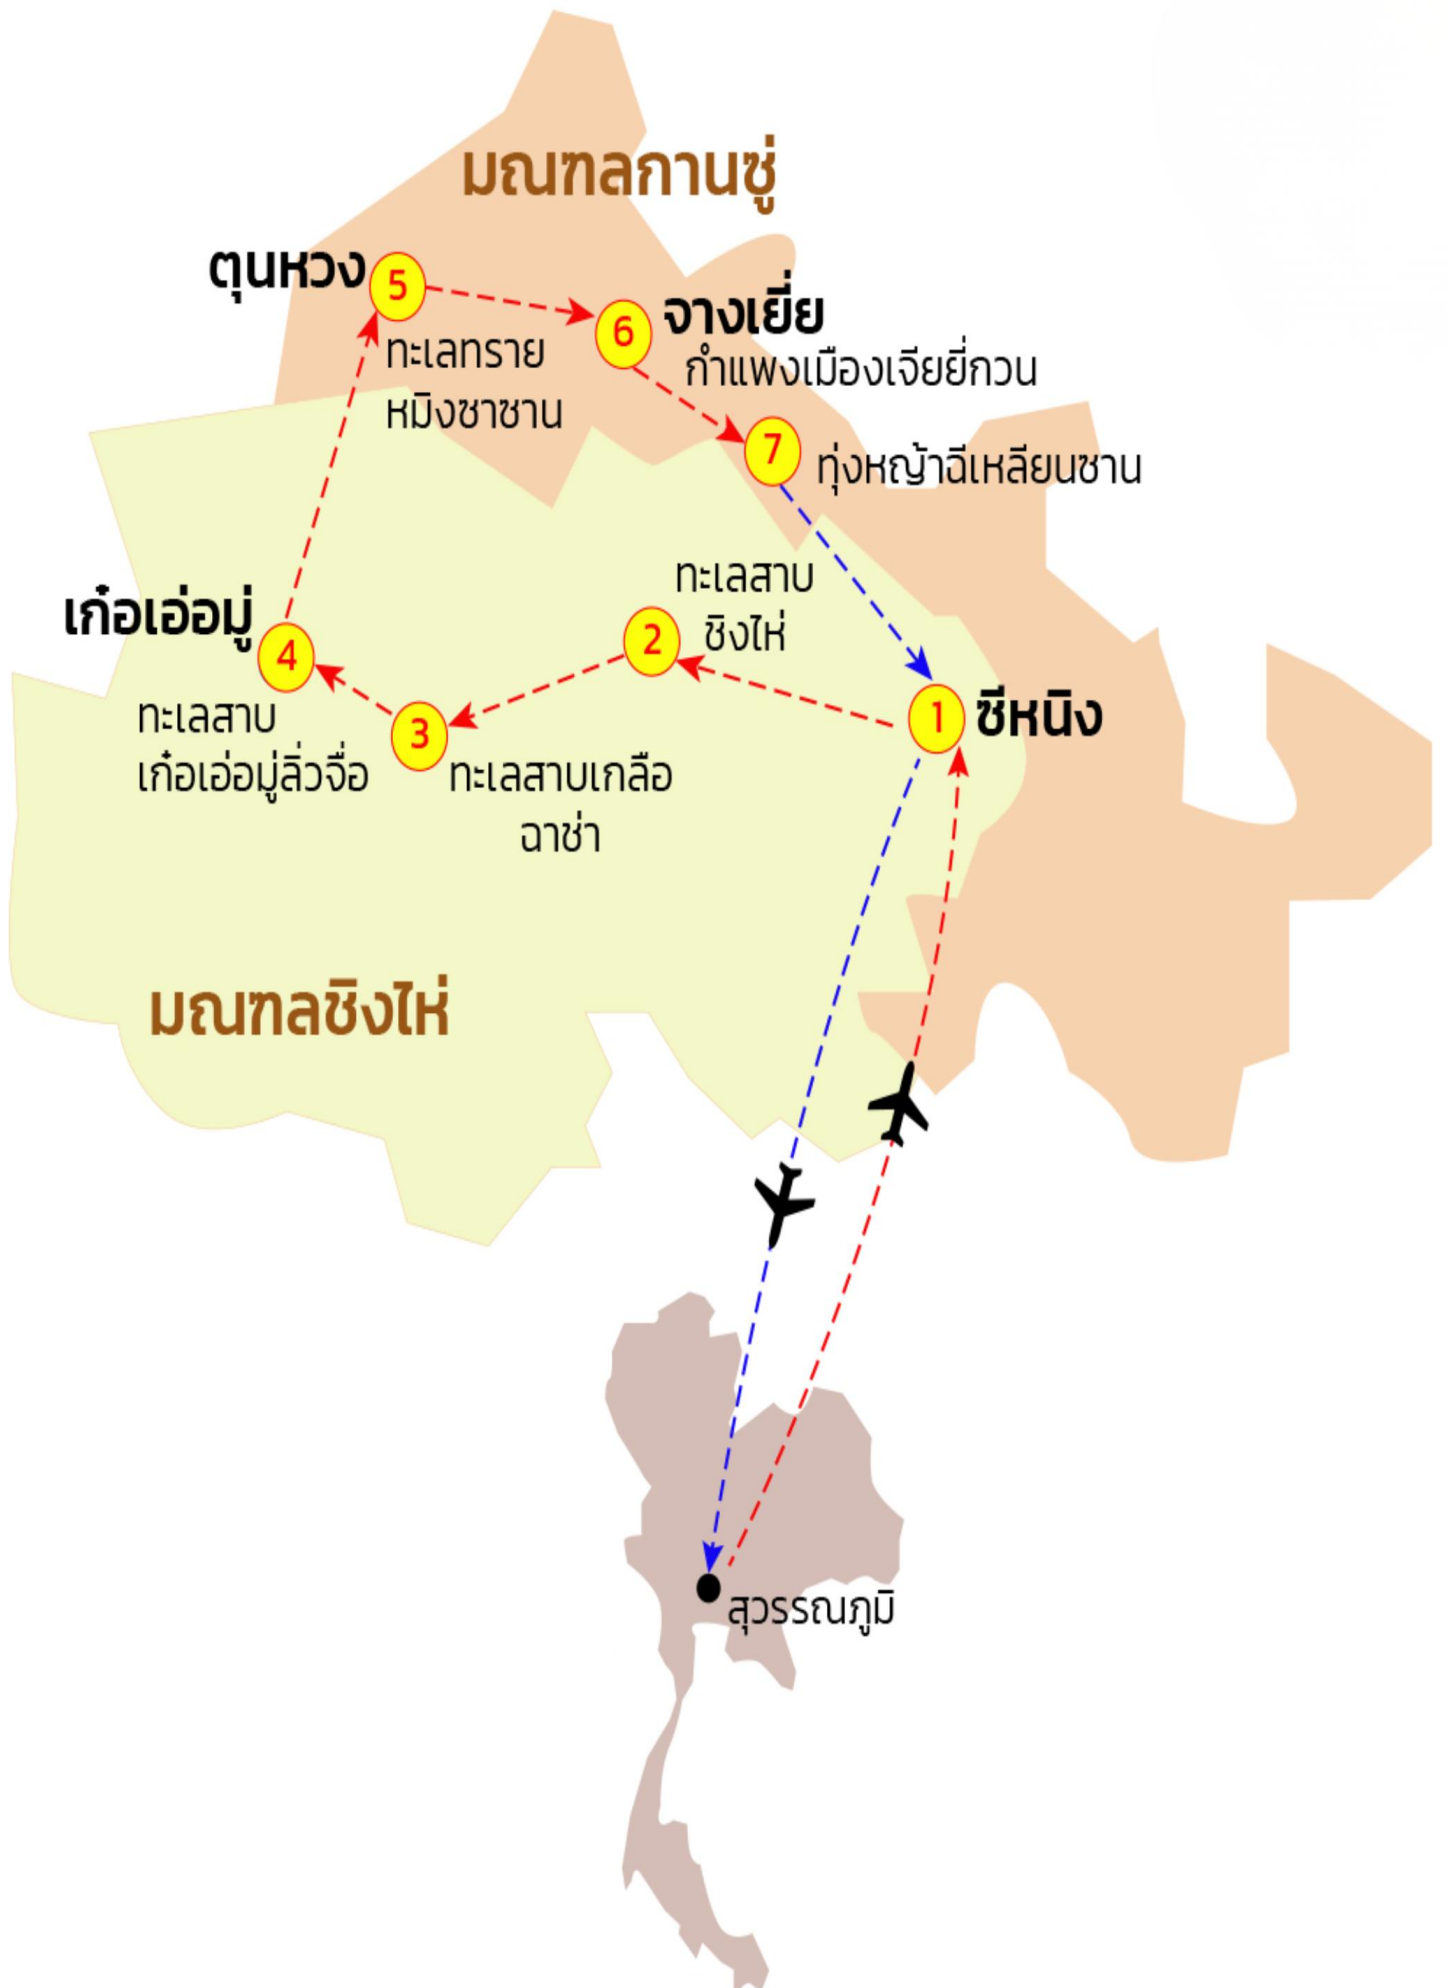 มณฑลกานซู่
ตุนหวง
5
ทะเลทราย
หมิงซาซาน
6
จางเยี่ย
กำแพงเมืองเจียยี่กวน
7
ทุ่งหญ้าฉีเหลียนซาน
ทะเลสาบ
ชิงไห่
2
เก๋อเอ่อมู่
4
ทะเลสาบ
เก๋อเอ่อมู่ลิ่วจื่อ
3
ทะเลสาบเกลือ
ฉาช่า
1
ซีหนิง
มณฑลชิงไห่
สุวรรณภูมิ